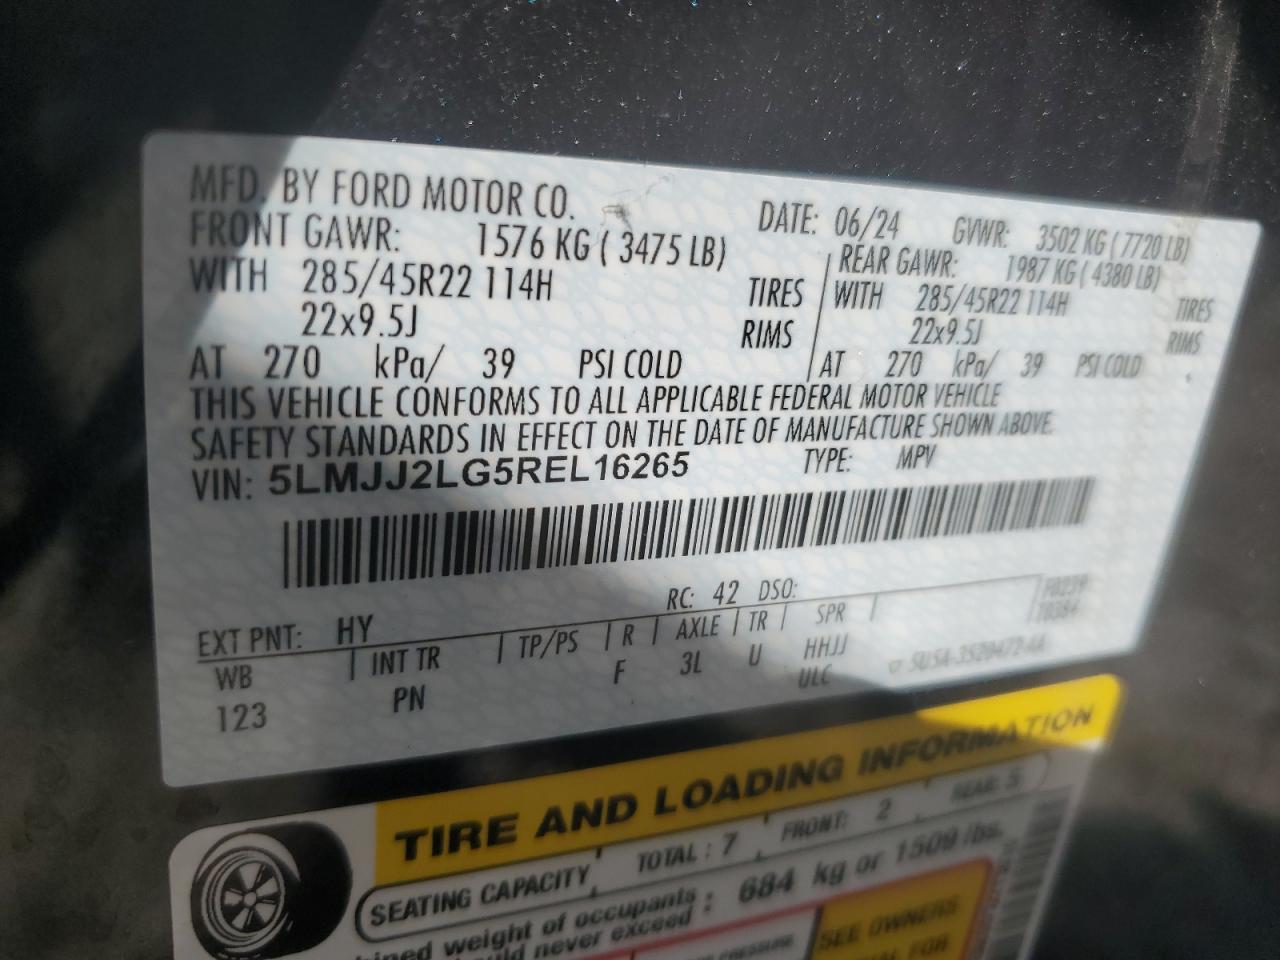 MFD. BY FORD MOTOR CO. DATE: 06/24 GVWR: 3502 KG ( 7720 LB)
FRONT GAWR: 1576 KG ( 3475 LB) REAR GAWR: 1987 KG ( 4380 LB)
WITH 285/45R22 114H TIRES WITH 285/45R22 114H TIRES
22x9.5J RIMS 22x9.5J RIMS
AT 270 kPa/ 39 PSI COLD AT 270 kPa/ 39 PSI COLD
THIS VEHICLE CONFORMS TO ALL APPLICABLE FEDERAL MOTOR VEHICLE
SAFETY STANDARDS IN EFFECT ON THE DATE OF MANUFACTURE SHOWN ABOVE.
VIN: 5LMJJ2LG5REL16265 TYPE: MPV
EXT PNT: HY RC: 42 DSO:
WB INT TR TP/PS R AXLE TR SPR
123 PN F 3L U HHJJ
ULC
TIRE AND LOADING INFORMATION
SEATING CAPACITY TOTAL : 7 FRONT: 2 REAR: 5
weight of occupants : 684 kg or 1509 lbs.
never exceed
SEE OWNERS
FOR